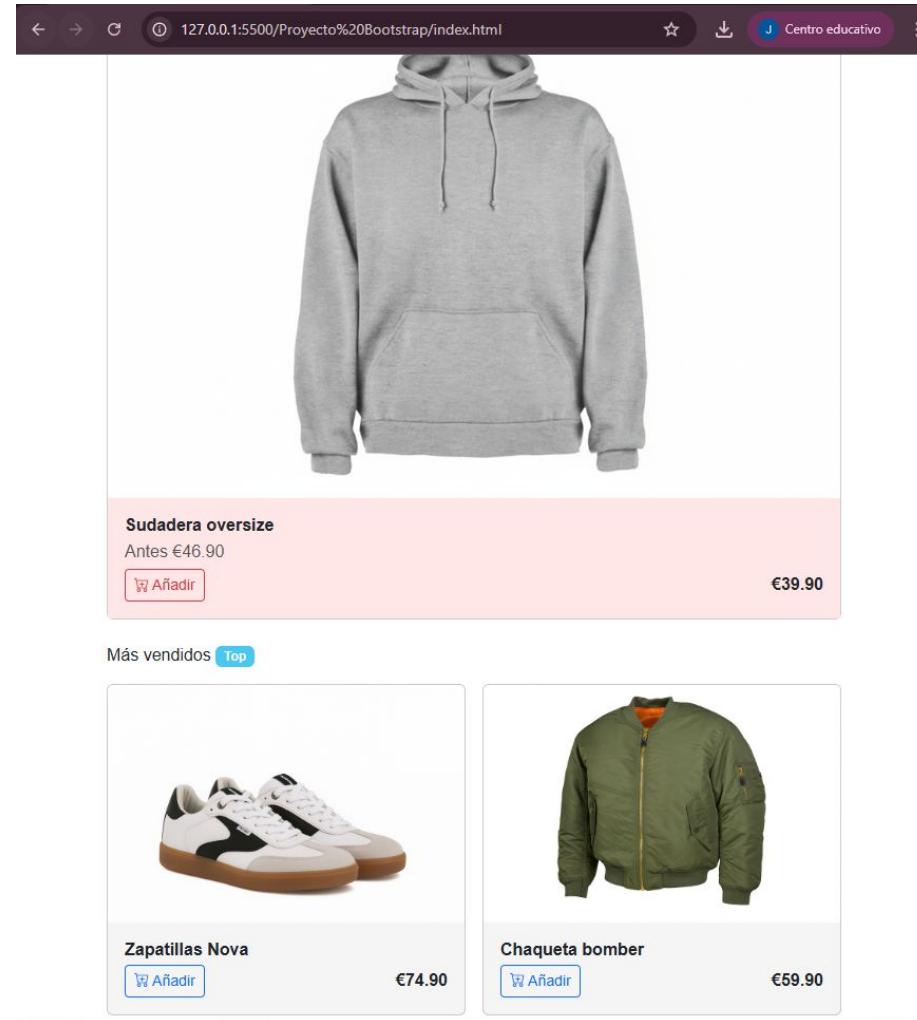 127.0.0.1:5500/Proyecto%20Bootstrap/index.html
J Centro educativo
Sudadera oversize
Antes €46.90
Añadir
€39.90
Más vendidos Top
Zapatillas Nova
Añadir
€74.90
Chaqueta bomber
Añadir
€59.90